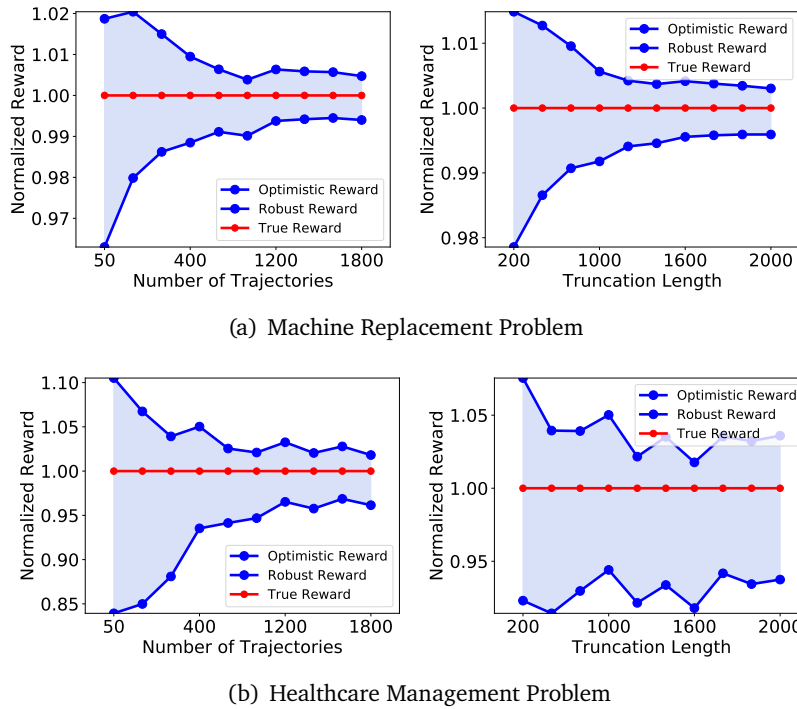 1.02
1.01
1.00
0.99
0.98
0.97
Normalized Reward
Optimistic Reward
Robust Reward
True Reward
50
400
1200
1800
Number of Trajectories
1.01
1.00
0.99
0.98
Normalized Reward
Optimistic Reward
Robust Reward
True Reward
200
1000
1600
2000
Truncation Length
(a) Machine Replacement Problem
1.10
1.05
1.00
0.95
0.90
0.85
Normalized Reward
Optimistic Reward
Robust Reward
True Reward
50
400
1200
1800
Number of Trajectories
1.05
1.00
0.95
Normalized Reward
Optimistic Reward
Robust Reward
True Reward
200
1000
1600
2000
Truncation Length
(b) Healthcare Management Problem